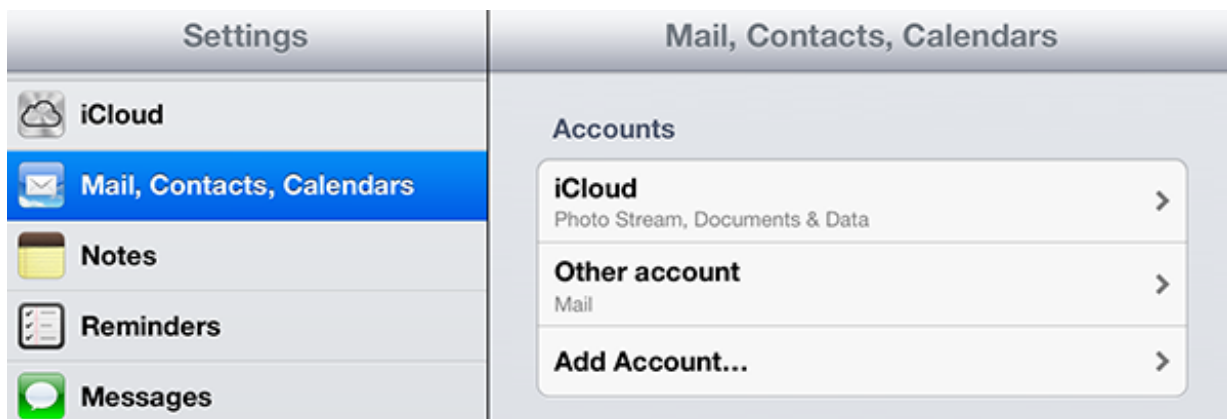 Settings
iCloud
Mail, Contacts, Calendars
Notes
Reminders
Messages
Mail, Contacts, Calendars
Accounts
iCloud
Photo Stream, Documents & Data
Other account
Mail
Add Account...